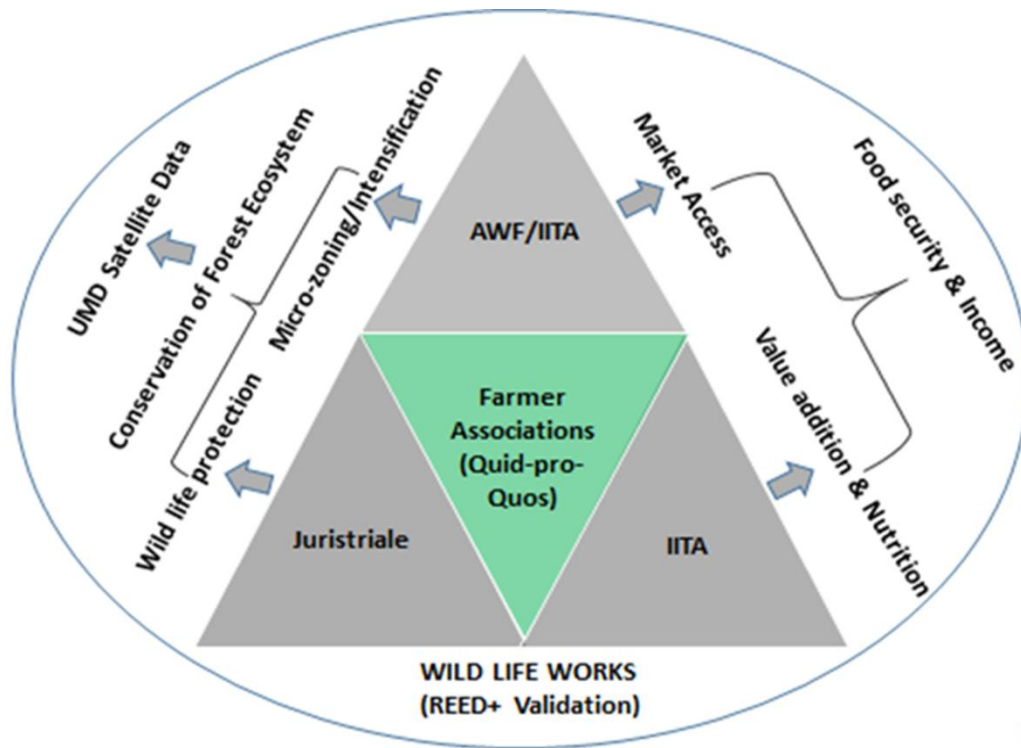 UMD Satellite Data
Conservation of Forest Ecosystem
Wild life protection
Micro-zoning/Intensification
AWF/IITA
Market Access
Food security & Income
Value addition & Nutrition
Farmer
Associations
(Quid-pro-
Quos)
Juristriale
IITA
WILD LIFE WORKS
(REED+ Validation)